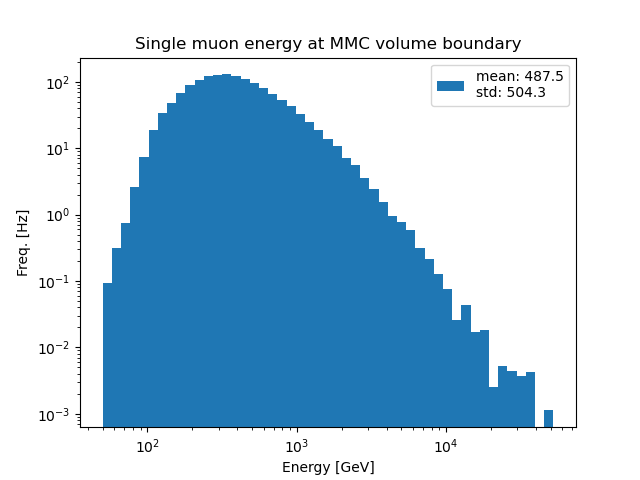 Single muon energy at MMC volume boundary
mean: 487.5
std: 504.3
Freq. [Hz]
10²
10¹
10⁰
10⁻¹
10⁻²
10⁻³
10² 10³ 10⁴
Energy [GeV]